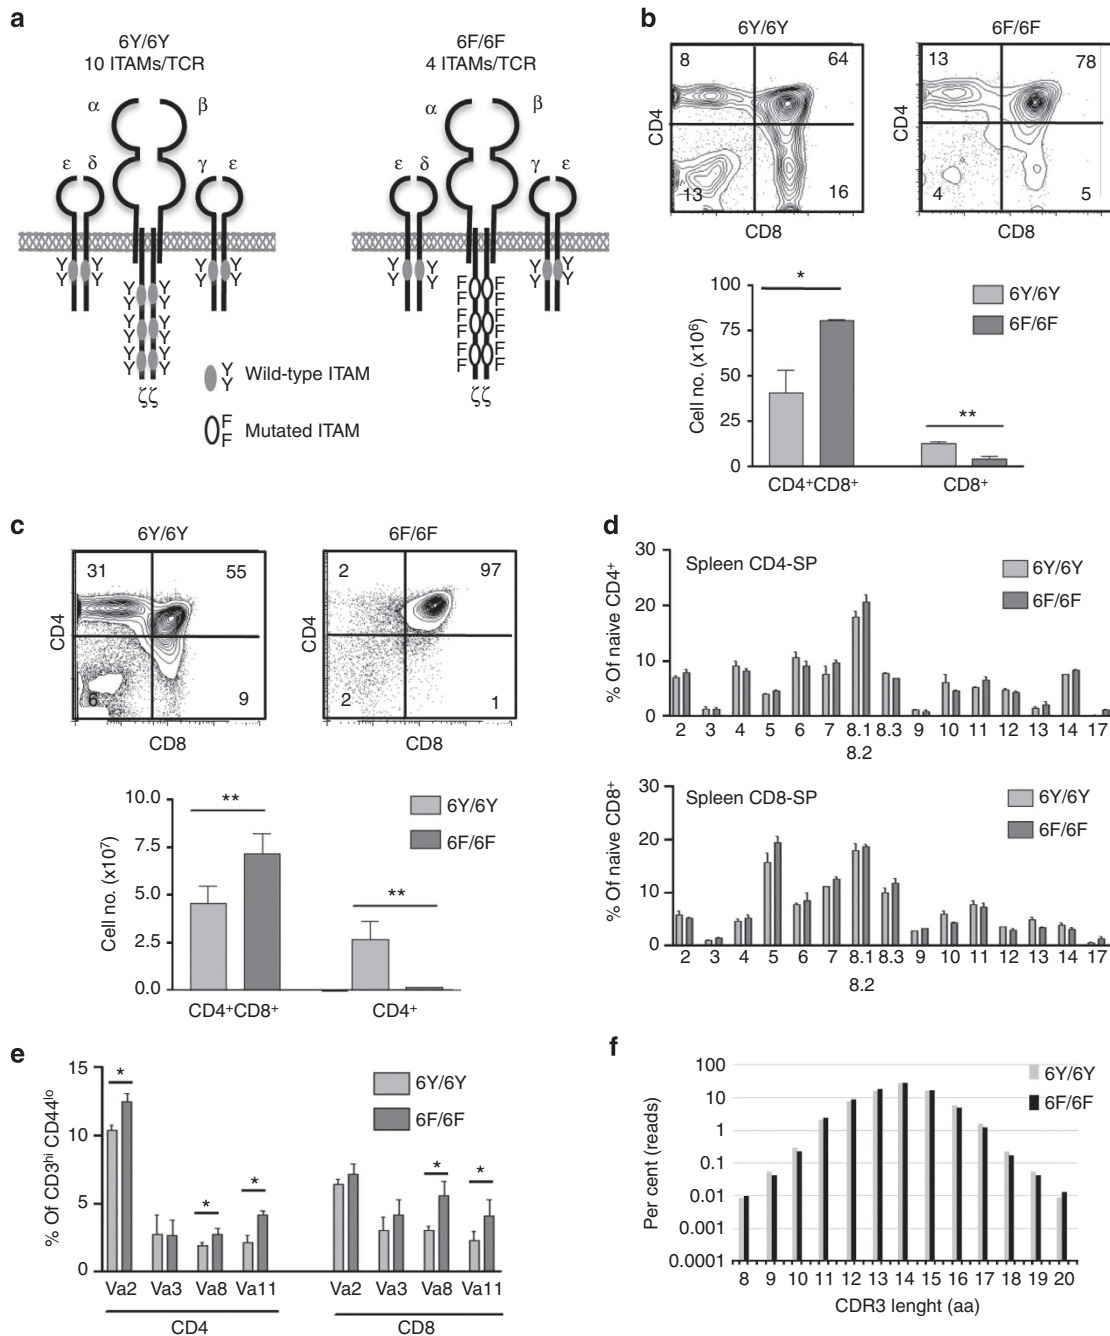 a
6Y/6Y
10 ITAMs/TCR
α
β
ε δ
γ ε
Y Y Y Y
Y Y Y Y
Y Y
Y Y
Y Y
Y Y
Y Y
Y Y
ζζ
6F/6F
4 ITAMs/TCR
α
β
ε δ
γ ε
Y Y Y Y
Y Y Y Y
F F
F F
F F
F F
F F
F F
ζζ
Y
Y Wild-type ITAM
F
F Mutated ITAM
b
6Y/6Y
8 64
13 16
CD4
CD8
6F/6F
13 78
4 5
CD4
CD8
Cell no. (x10⁶)
100
75
50
25
0
*
**
6Y/6Y
6F/6F
CD4⁺CD8⁺ CD8⁺
c
6Y/6Y
31 55
6 9
CD4
CD8
6F/6F
2 97
2 1
CD4
CD8
Cell no. (x10⁷)
10.0
7.5
5.0
2.5
0.0
**
**
6Y/6Y
6F/6F
CD4⁺CD8⁺ CD4⁺
d
Spleen CD4-SP
6Y/6Y
6F/6F
% Of naive CD4⁺
30
20
10
0
2 3 4 5 6 7 8.1 8.3 9 10 11 12 13 14 17
8.2
Spleen CD8-SP
6Y/6Y
6F/6F
% Of naive CD8⁺
30
20
10
0
2 3 4 5 6 7 8.1 8.3 9 10 11 12 13 14 17
8.2
e
% Of CD3ʰⁱ CD44ˡᵒ
15
10
5
0
*
*
*
*
*
6Y/6Y
6F/6F
Va2 Va3 Va8 Va11 Va2 Va3 Va8 Va11
CD4 CD8
f
Per cent (reads)
100
10
1
0.1
0.01
0.001
0.0001
6Y/6Y
6F/6F
8 9 10 11 12 13 14 15 16 17 18 19 20
CDR3 lenght (aa)